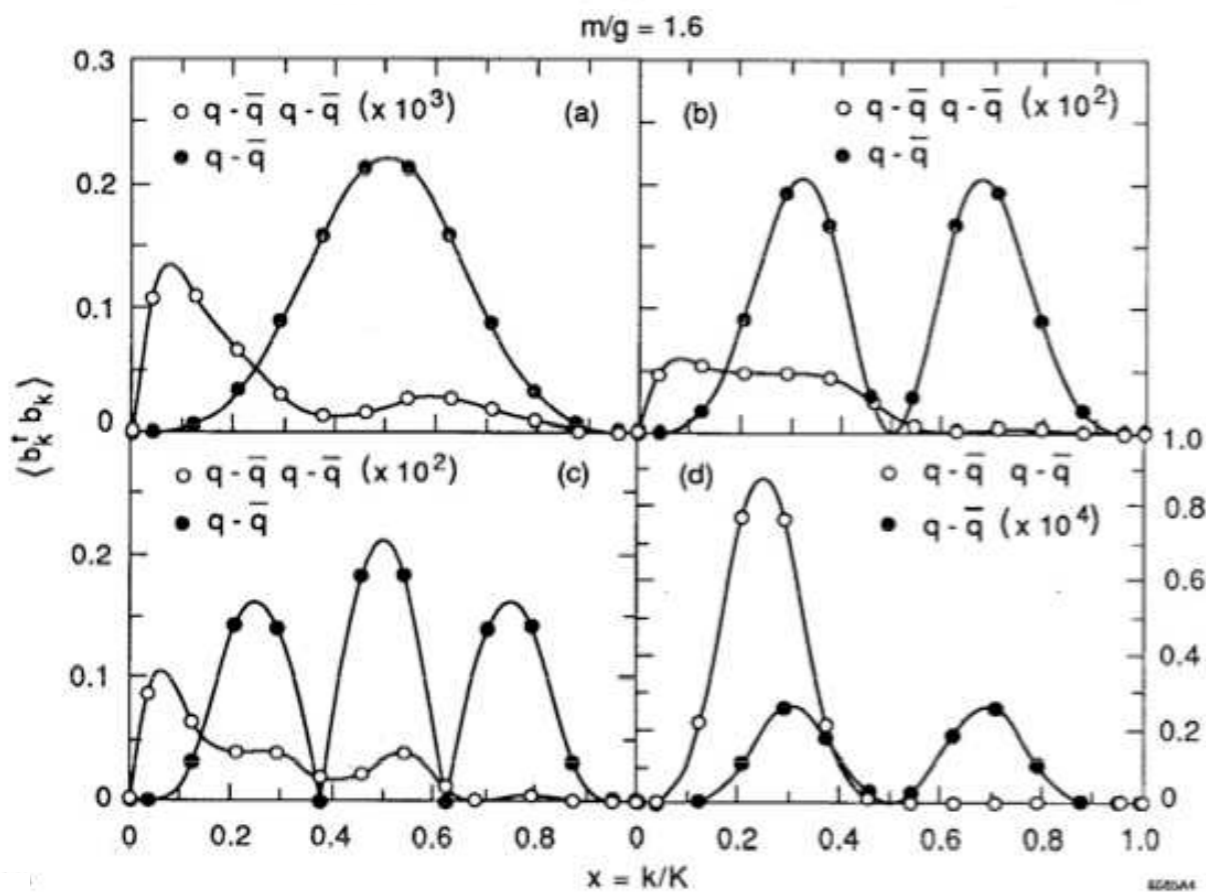 m/g = 1.6
0.3
q - q̅ q - q̅ (x 10³)
q - q̅
(a)
(b)
q - q̅ q - q̅ (x 10²)
q - q̅
0.2
0.1
0
⟨b†k bk⟩
q - q̅ q - q̅ (x 10²)
q - q̅
(c)
(d)
q - q̅ q - q̅
q - q̅ (x 10⁴)
1.0
0.8
0.6
0.4
0.2
0
0.2
0.1
0
0 0.2 0.4 0.6 0.8 0 0.2 0.4 0.6 0.8 1.0
x = k/K